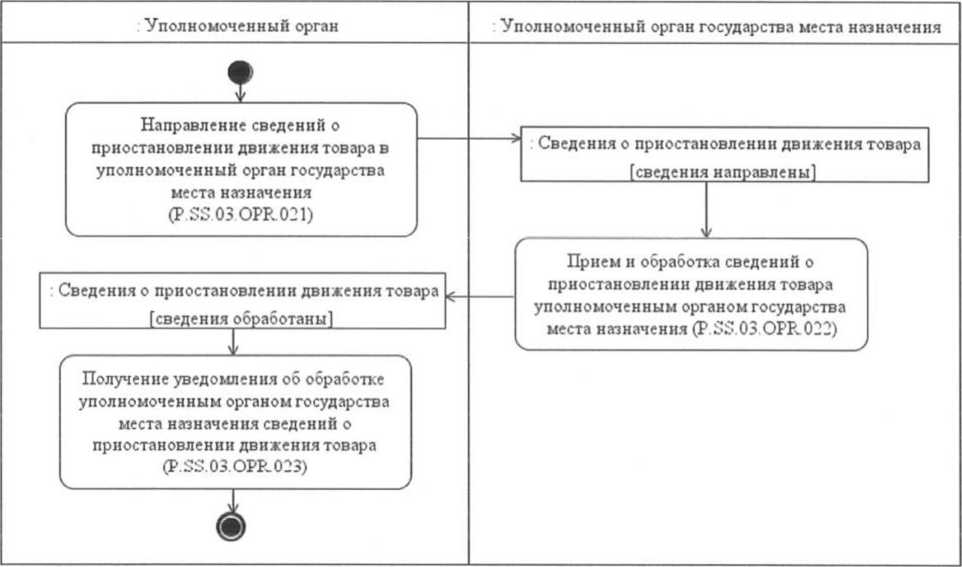 : Уполномоченный орган
: Уполномоченный орган государства места назначения
Направление сведений о
приостановлении движения товара в
уполномоченный орган государства
места назначения
(P.SS.03.OPR.021)
: Сведения о приостановлении движения товара
[сведения направлены]
Прием и обработка сведений о
приостановлении движения товара
уполномоченным органом государства
места назначения (P.SS.03.OPR.022)
: Сведения о приостановлении движения товара
[сведения обработаны]
Получение уведомления об обработке
уполномоченным органом государства
места назначения сведений о
приостановлении движения товара
(P.SS.03.OPR.023)